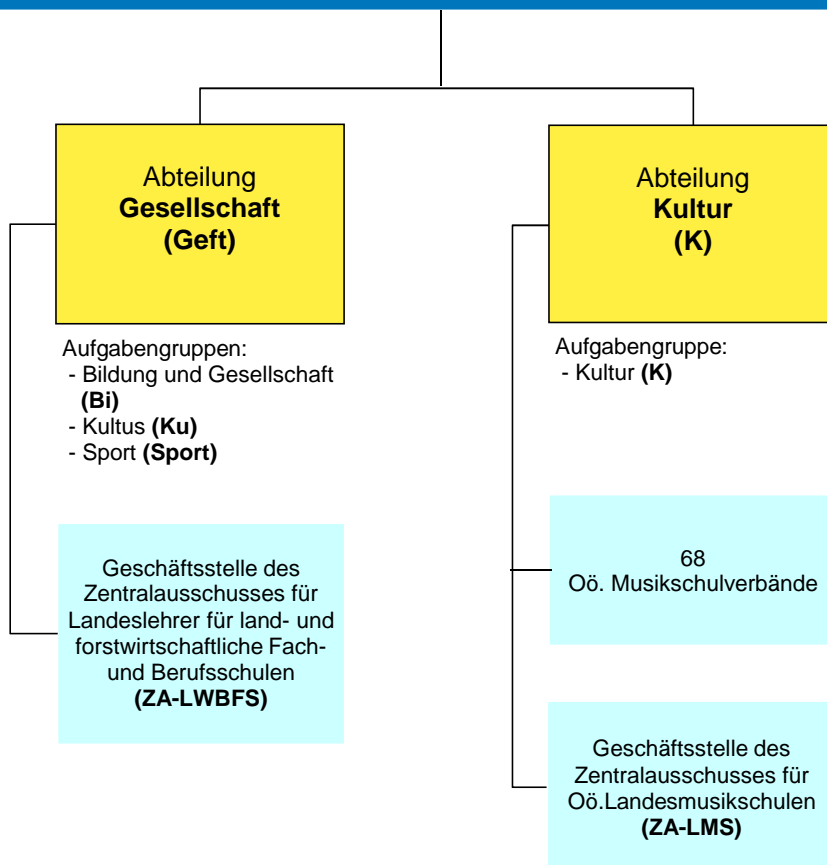 Abteilung
Gesellschaft
(Geft)
Aufgabengruppen:
- Bildung und Gesellschaft
(Bi)
- Kultus (Ku)
- Sport (Sport)
Geschäftsstelle des
Zentralausschusses für
Landeslehrer für land- und
forstwirtschaftliche Fach-
und Berufsschulen
(ZA-LWBFS)
Abteilung
Kultur
(K)
Aufgabengruppe:
- Kultur (K)
68
Oö. Musikschulverbände
Geschäftsstelle des
Zentralausschusses für
Oö.Landesmusikschulen
(ZA-LMS)